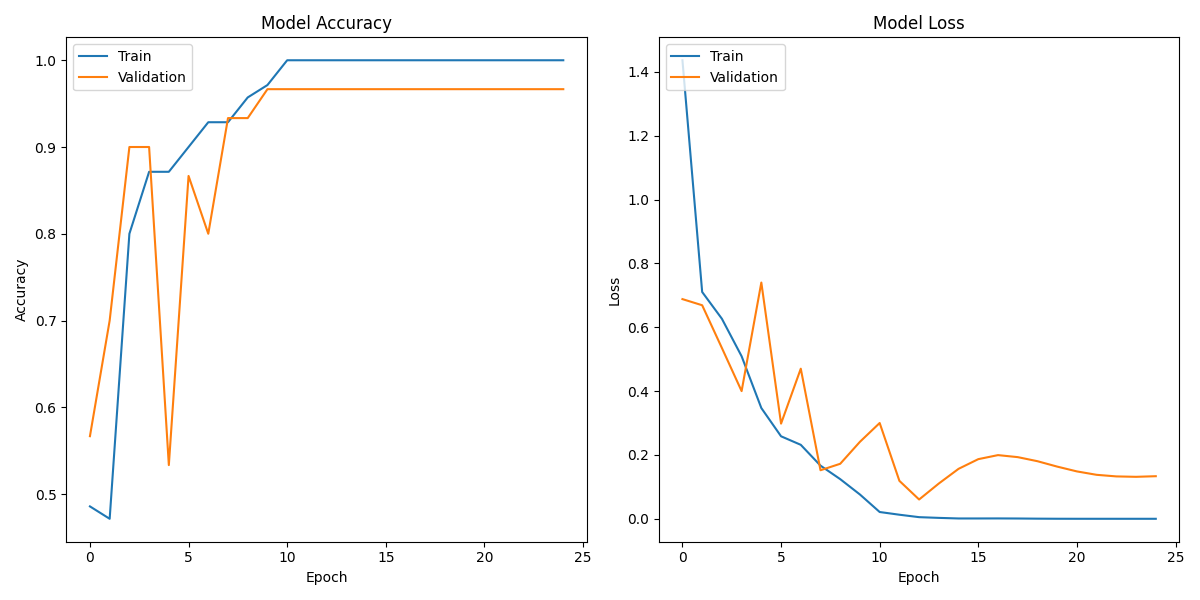 Model Accuracy
Train
Validation
1.0
0.9
0.8
0.7
0.6
0.5
Accuracy
0 5 10 15 20 25
Epoch
Model Loss
Train
Validation
1.4
1.2
1.0
0.8
0.6
0.4
0.2
0.0
Loss
0 5 10 15 20 25
Epoch